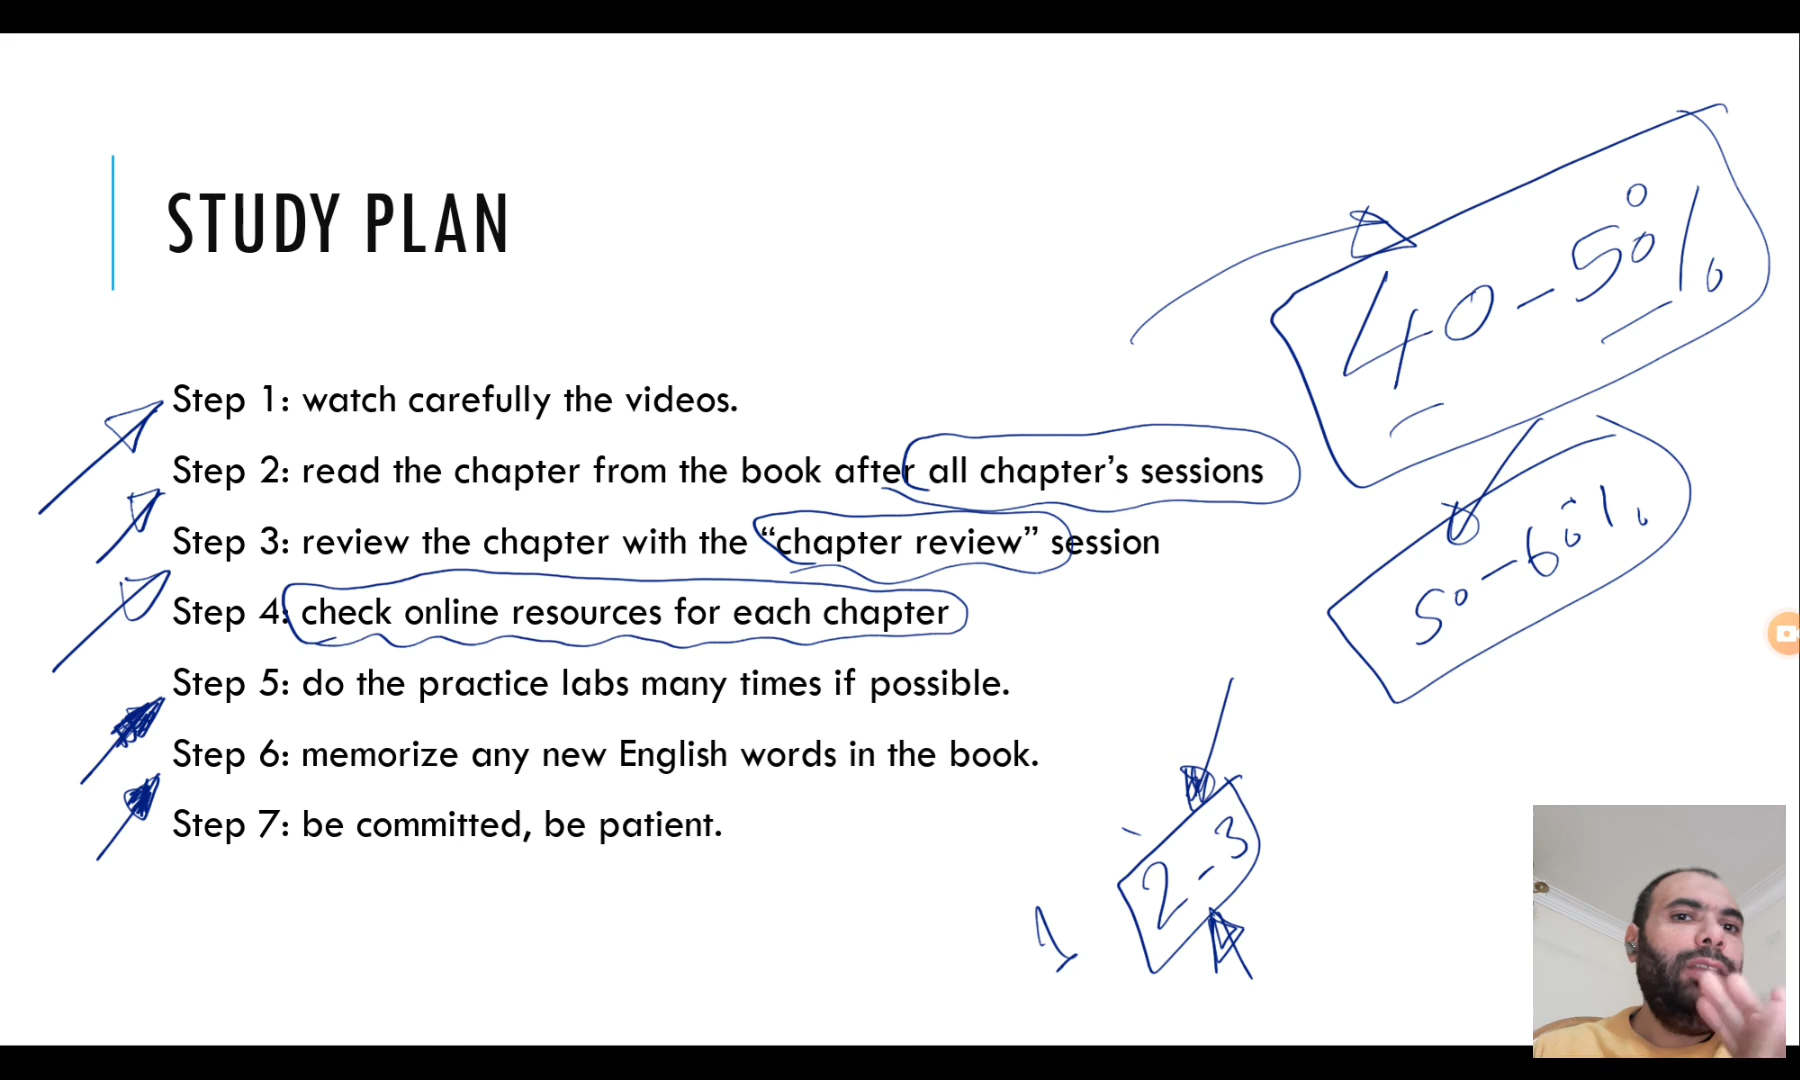 STUDY PLAN
40-50%
Step 1: watch carefully the videos.
Step 2: read the chapter from the book after all chapter's sessions
Step 3: review the chapter with the “chapter review” session
50-60%
Step 4: check online resources for each chapter
Step 5: do the practice labs many times if possible.
Step 6: memorize any new English words in the book.
Step 7: be committed, be patient.
2-3
1